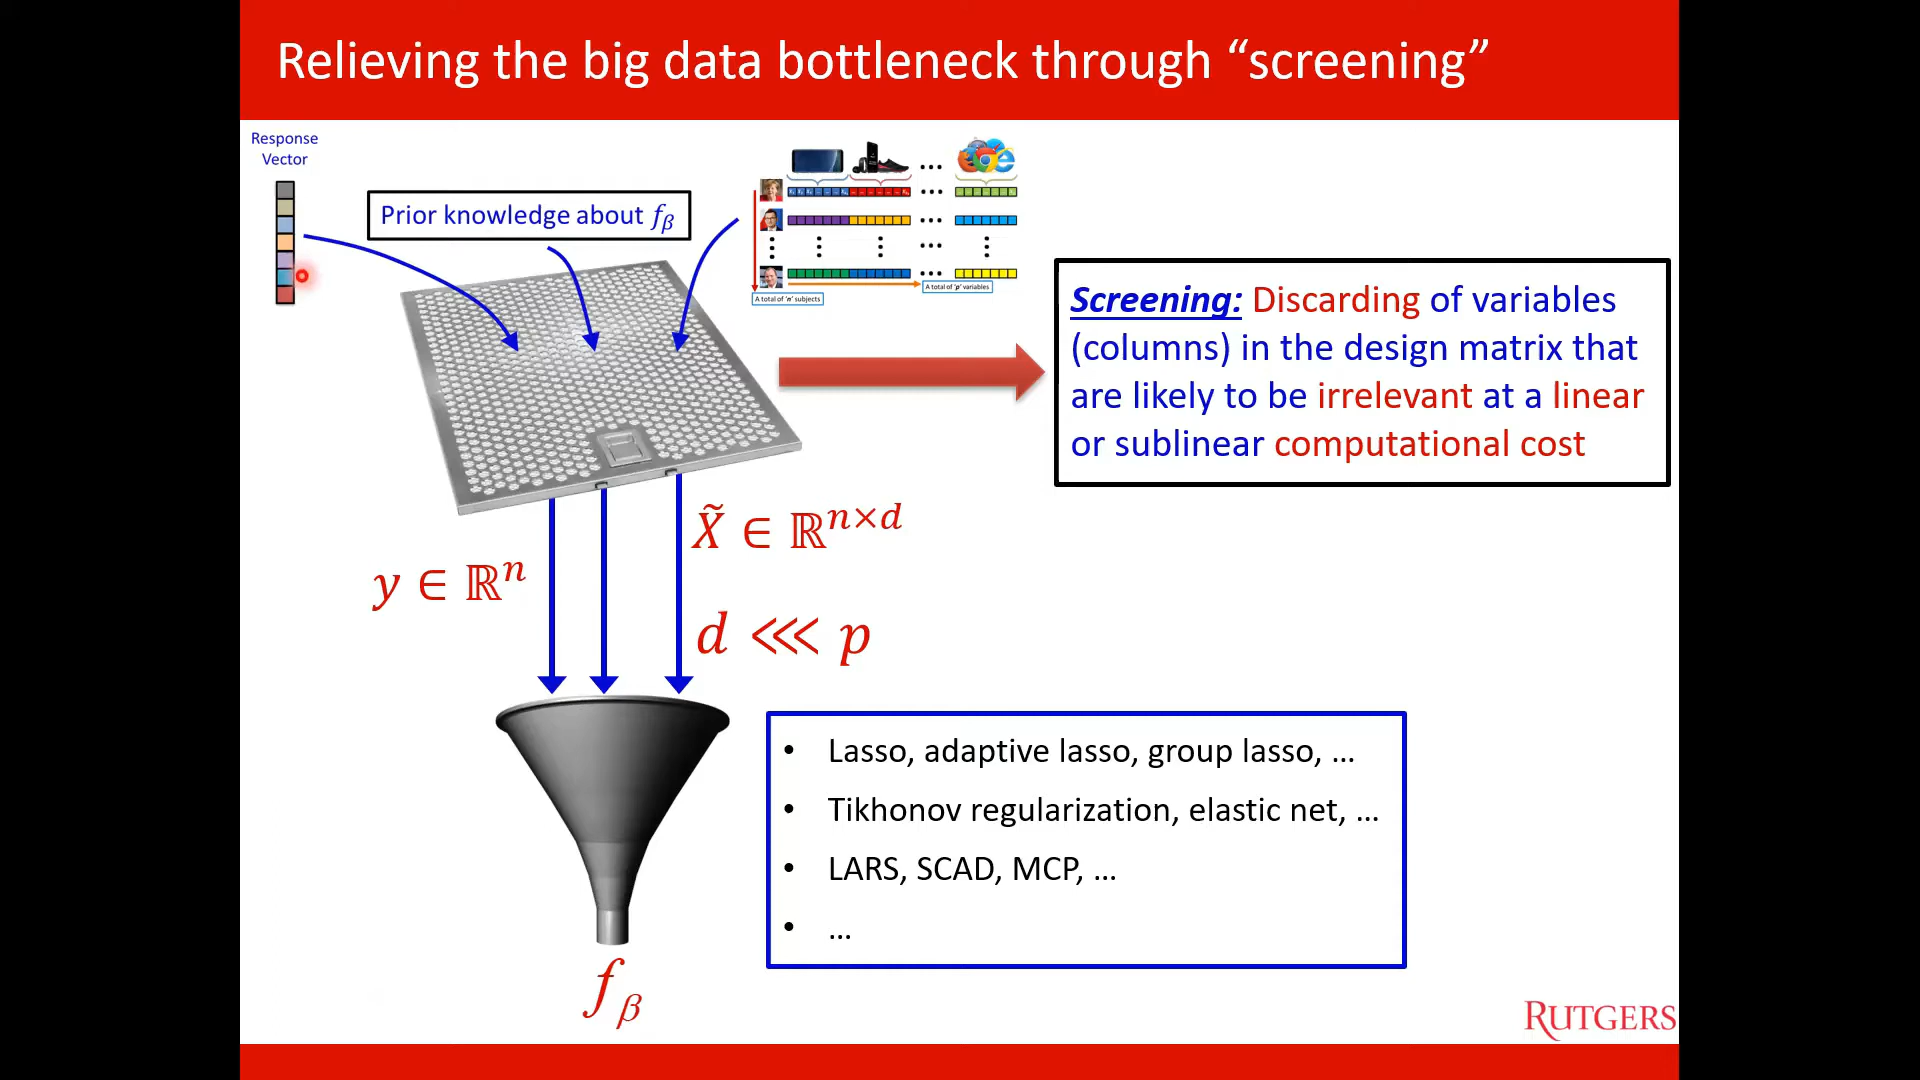 Relieving the big data bottleneck through “screening”
Response
Vector
Prior knowledge about fβ
A total of 'n' subjects
A total of 'p' variables
Screening: Discarding of variables
(columns) in the design matrix that
are likely to be irrelevant at a linear
or sublinear computational cost
X̃ ∈ ℝⁿˣᵈ
y ∈ ℝⁿ
d ⋘ p
• Lasso, adaptive lasso, group lasso, …
• Tikhonov regularization, elastic net, …
• LARS, SCAD, MCP, …
• …
fβ
RUTGERS